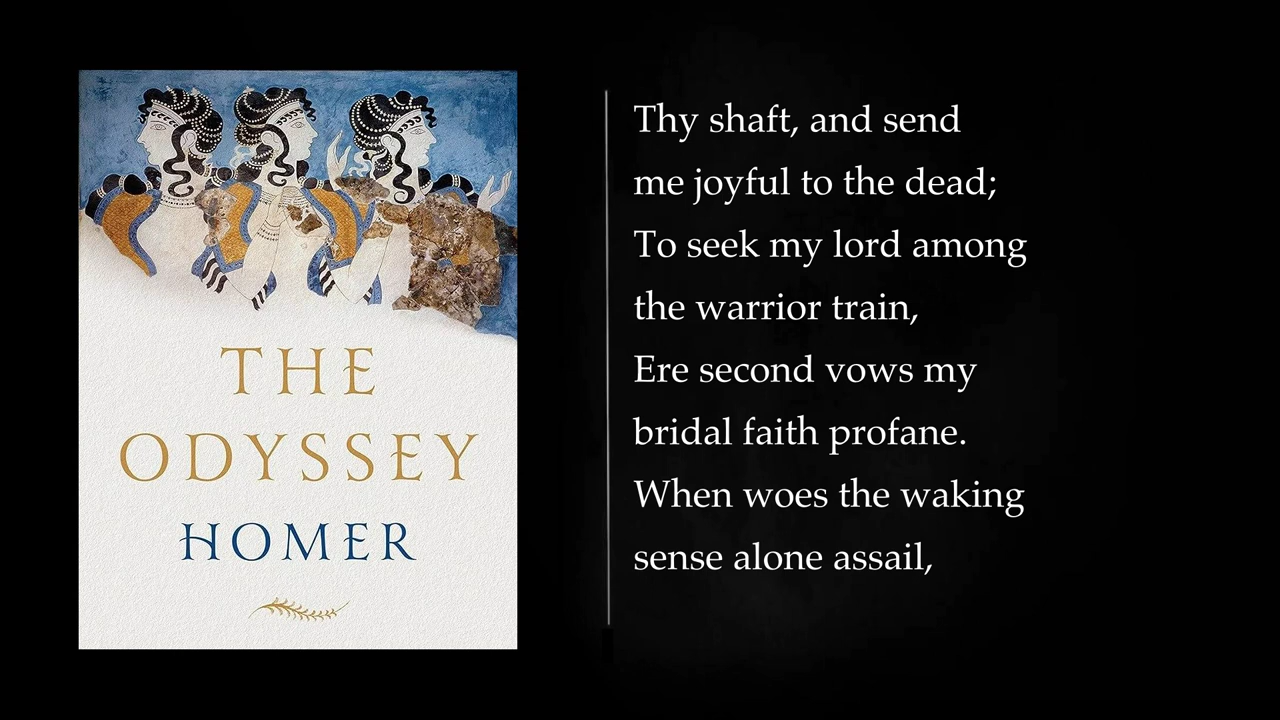 THE
ODYSSEY
HOMER
Thy shaft, and send
me joyful to the dead;
To seek my lord among
the warrior train,
Ere second vows my
bridal faith profane.
When woes the waking
sense alone assail,